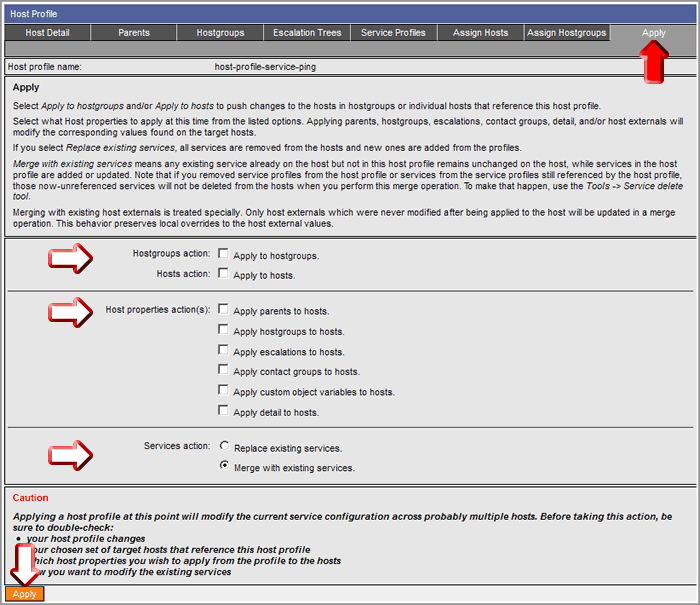 Host Profile
Host Detail
Parents
Hostgroups
Escalation Trees
Service Profiles
Assign Hosts
Assign Hostgroups
Apply
Host profile name: host-profile-service-ping
Apply
Select Apply to hostgroups and/or Apply to hosts to push changes to the hosts in hostgroups or individual hosts that reference this host profile.
Select what Host properties to apply at this time from the listed options. Applying parents, hostgroups, escalations, contact groups, detail, and/or host externals will
modify the corresponding values found on the target hosts.
If you select Replace existing services, all services are removed from the hosts and new ones are added from the profiles.
Merge with existing services means any existing service already on the host but not in this host profile remains unchanged on the host, while services in the host
profile are added or updated. Note that if you removed service profiles from the host profile or services from the service profiles still referenced by the host profile,
those now-unreferenced services will not be deleted from the hosts when you perform this merge operation. To make that happen, use the Tools -> Service delete
tool.
Merging with existing host externals is treated specially. Only host externals which were never modified after being applied to the host will be updated in a merge
operation. This behavior preserves local overrides to the host external values.
Hostgroups action: Apply to hostgroups.
Hosts action: Apply to hosts.
Host properties action(s): Apply parents to hosts.
Apply hostgroups to hosts.
Apply escalations to hosts.
Apply contact groups to hosts.
Apply custom object variables to hosts.
Apply detail to hosts.
Services action: Replace existing services.
Merge with existing services.
Caution
Applying a host profile at this point will modify the current service configuration across probably multiple hosts. Before taking this action, be
sure to double-check:
your host profile changes
our chosen set of target hosts that reference this host profile
hich host properties you wish to apply from the profile to the hosts
w you want to modify the existing services
Apply